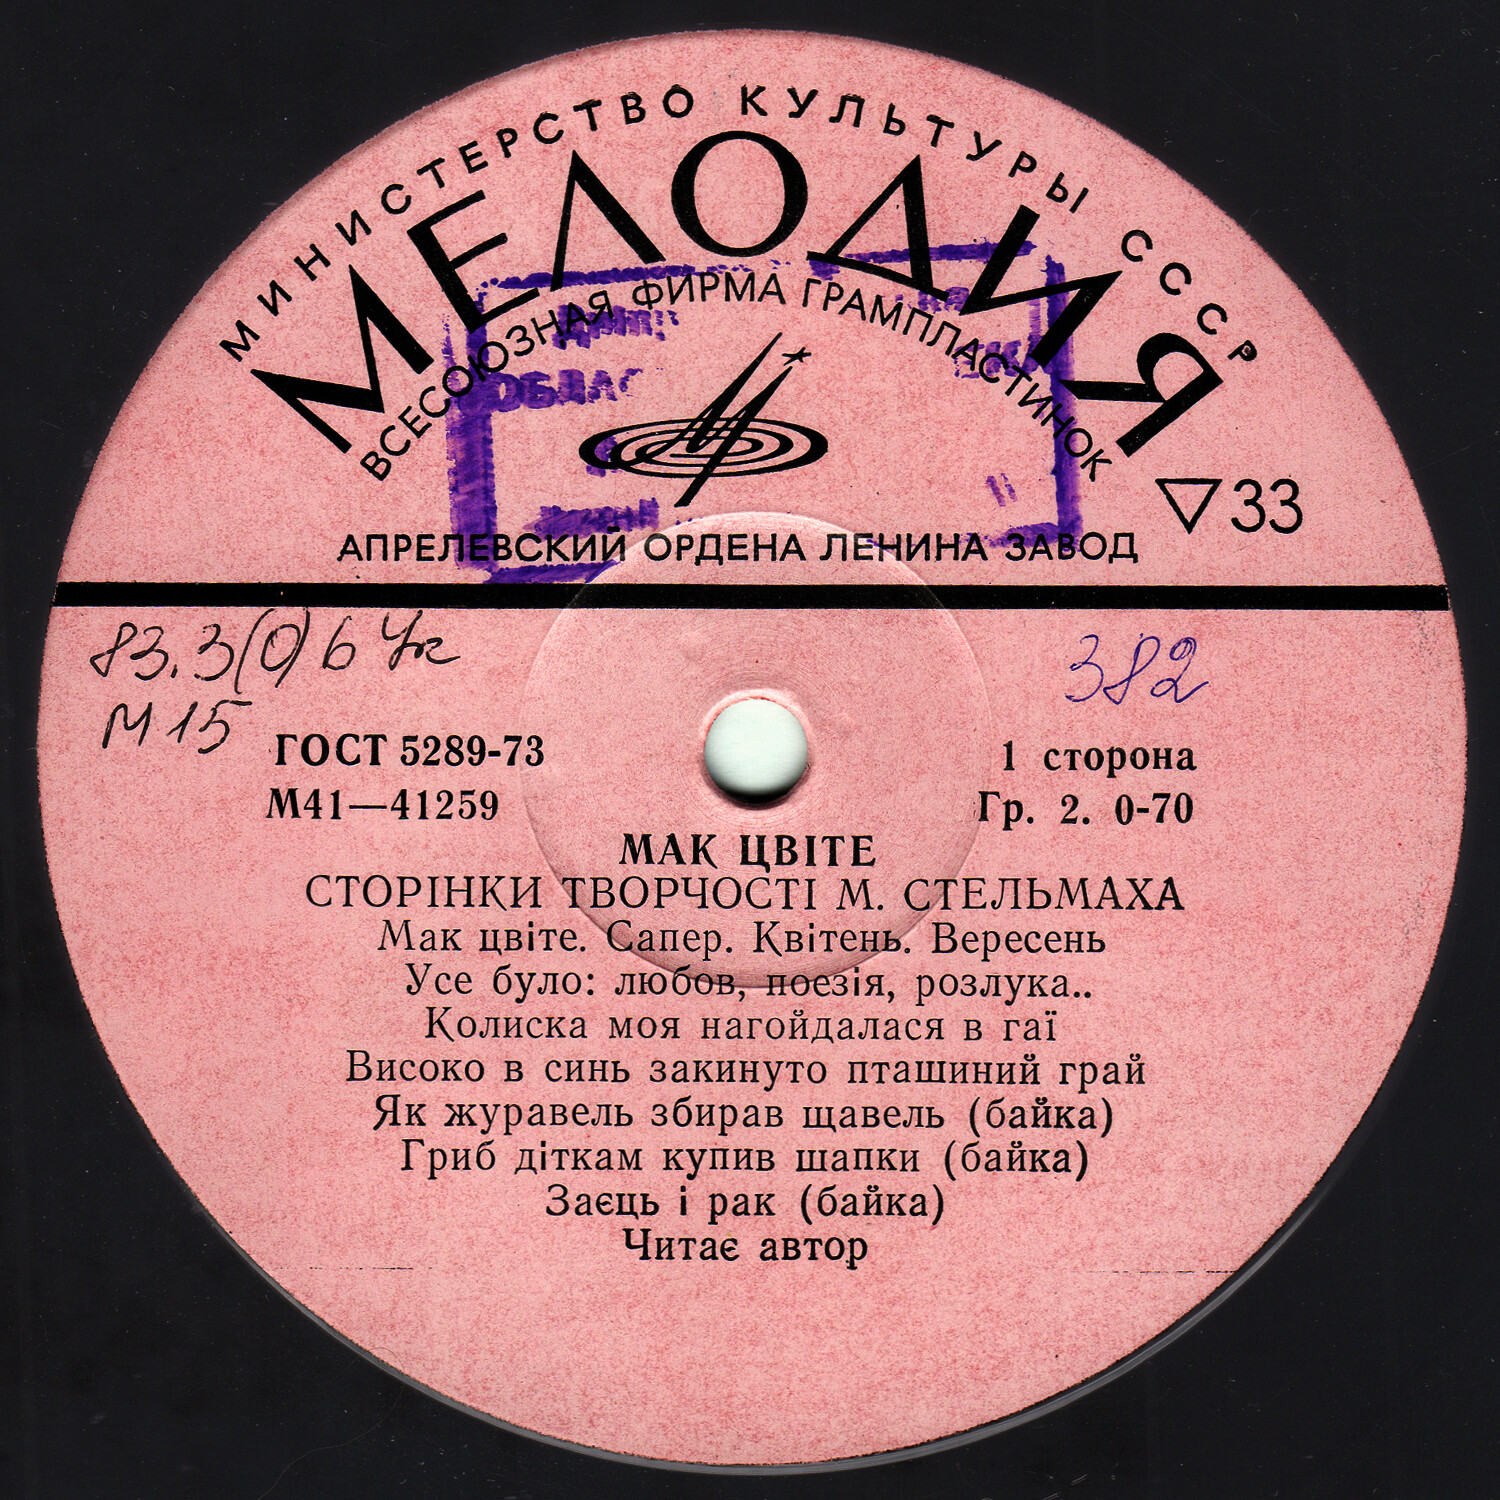 МИНИСТЕРСТВО КУЛЬТУРЫ СССР
МЕЛОДИЯ
ВСЕСОЮЗНАЯ ФИРМА ГРАМПЛАСТИНОК
33
АПРЕЛЕВСКИЙ ОРДЕНА ЛЕНИНА ЗАВОД
83.3(0)6 Ук
382
М 15
ГОСТ 5289-73
1 сторона
М41—41259
Гр. 2. 0-70
МАК ЦВІТЕ
СТОРІНКИ ТВОРЧОСТІ М. СТЕЛЬМАХА
Мак цвіте. Сапер. Квітень. Вересень
Усе було: любов, поезія, розлука..
Колиска моя нагойдалася в гаї
Високо в синь закинуто пташиний грай
Як журавель збирав щавель (байка)
Гриб діткам купив шапки (байка)
Заєць і рак (байка)
Читає автор